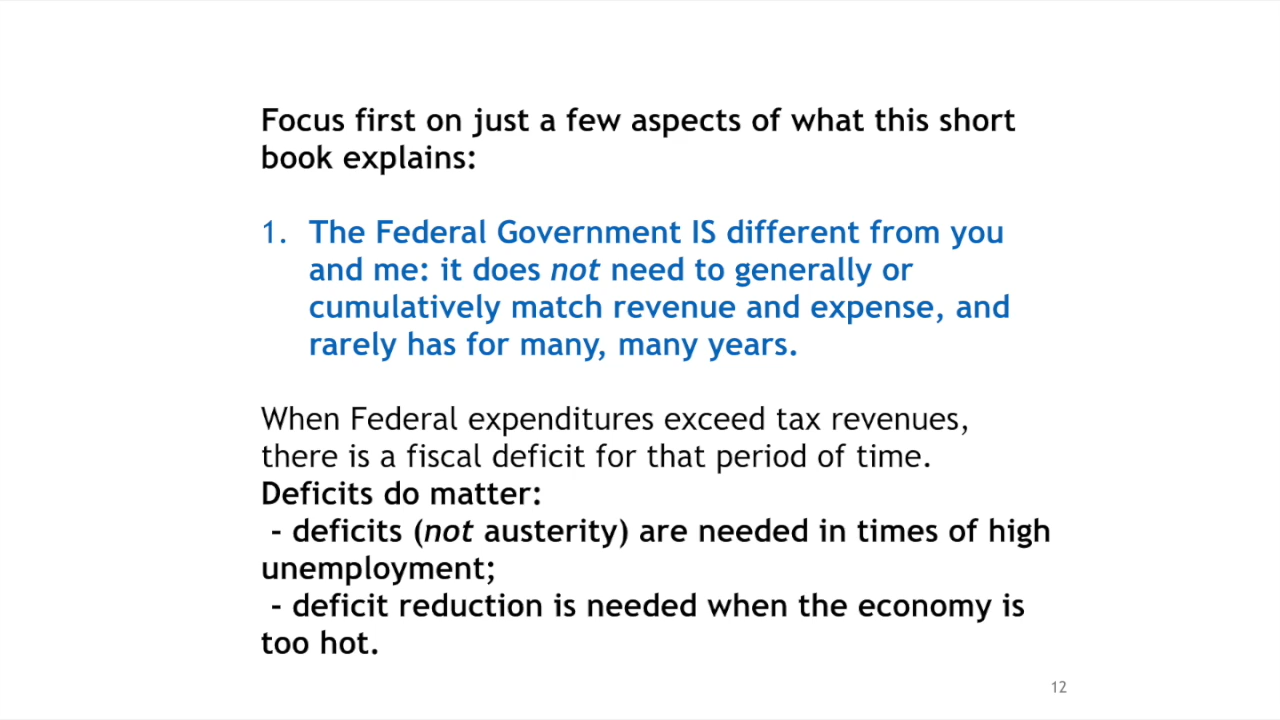 Focus first on just a few aspects of what this short
book explains:
1. The Federal Government IS different from you
and me: it does not need to generally or
cumulatively match revenue and expense, and
rarely has for many, many years.
When Federal expenditures exceed tax revenues,
there is a fiscal deficit for that period of time.
Deficits do matter:
- deficits (not austerity) are needed in times of high
unemployment;
- deficit reduction is needed when the economy is
too hot.
12